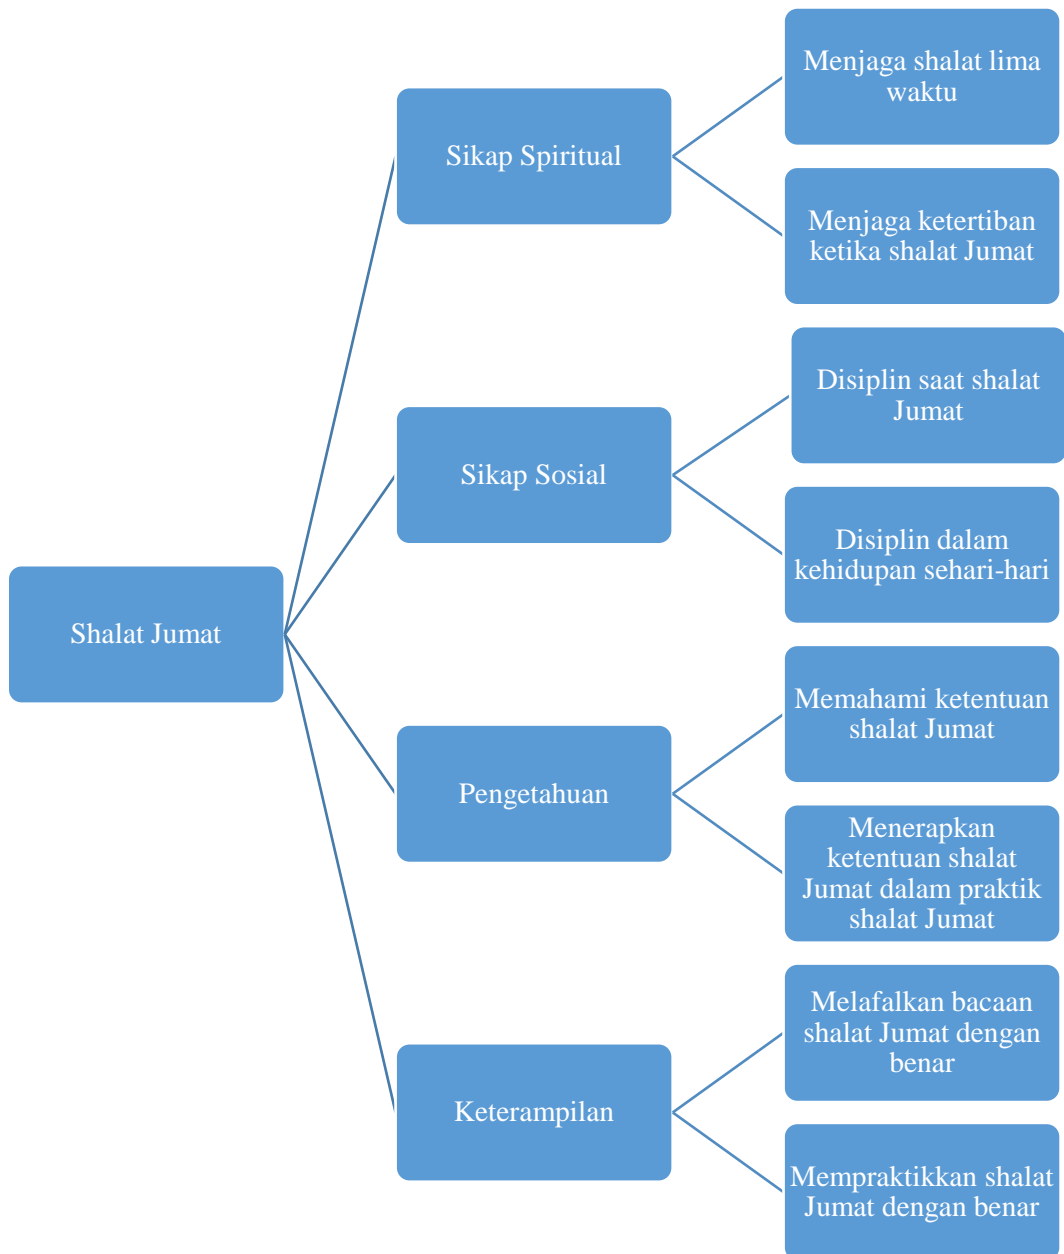 Shalat Jumat
Sikap Spiritual
Menjaga shalat lima
waktu
Menjaga ketertiban
ketika shalat Jumat
Sikap Sosial
Disiplin saat shalat
Jumat
Disiplin dalam
kehidupan sehari-hari
Pengetahuan
Memahami ketentuan
shalat Jumat
Menerapkan
ketentuan shalat
Jumat dalam praktik
shalat Jumat
Keterampilan
Melafalkan bacaan
shalat Jumat dengan
benar
Mempraktikkan shalat
Jumat dengan benar